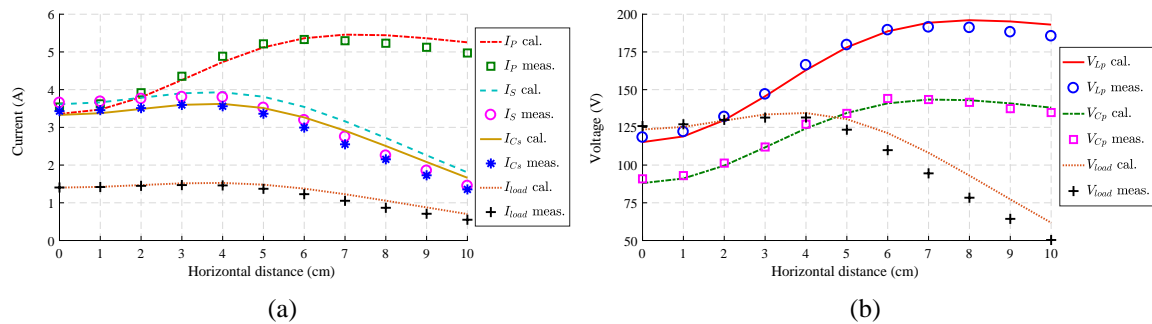 6
5
4
3
2
1
0
Current (A)
0 1 2 3 4 5 6 7 8 9 10
Horizontal distance (cm)
I_P cal.
I_P meas.
I_S cal.
I_S meas.
I_Cs cal.
I_Cs meas.
I_load cal.
I_load meas.
(a)
200
175
150
125
100
75
50
Voltage (V)
0 1 2 3 4 5 6 7 8 9 10
Horizontal distance (cm)
V_Lp cal.
V_Lp meas.
V_Cp cal.
V_Cp meas.
V_load cal.
V_load meas.
(b)